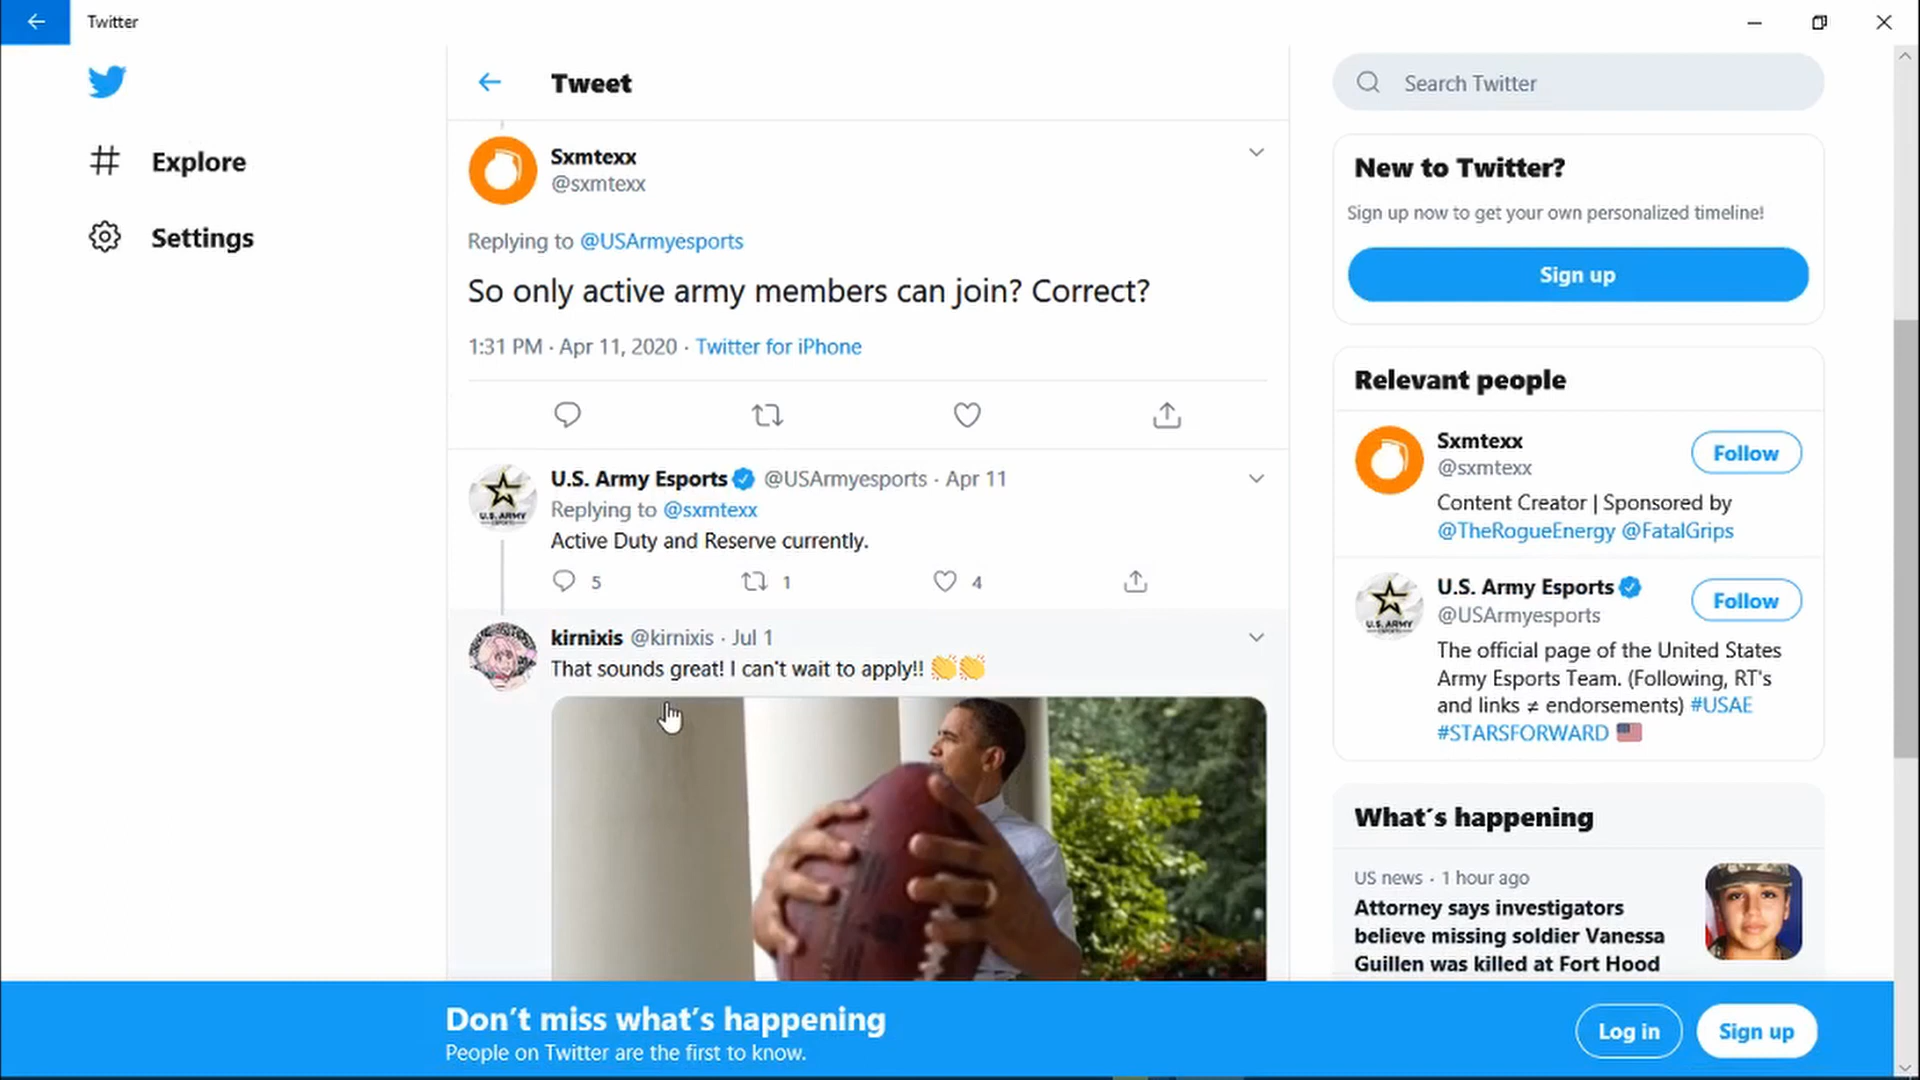 Twitter
Explore
Settings
Tweet
Sxmtexx
@sxmtexx
Replying to @USArmyesports
So only active army members can join? Correct?
1:31 PM · Apr 11, 2020 · Twitter for iPhone
U.S. Army Esports @USArmyesports · Apr 11
Replying to @sxmtexx
Active Duty and Reserve currently.
5 1 4
kirnixis @kirnixis · Jul 1
That sounds great! I can't wait to apply!! 👏👏
Search Twitter
New to Twitter?
Sign up now to get your own personalized timeline!
Sign up
Relevant people
Sxmtexx
@sxmtexx
Follow
Content Creator | Sponsored by
@TheRogueEnergy @FatalGrips
U.S. Army Esports
@USArmyesports
Follow
The official page of the United States
Army Esports Team. (Following, RT's
and links ≠ endorsements) #USAE
#STARSFORWARD 🇺🇸
What's happening
US news · 1 hour ago
Attorney says investigators
believe missing soldier Vanessa
Guillen was killed at Fort Hood
Don't miss what's happening
People on Twitter are the first to know.
Log in
Sign up
U.S. ARMY
U.S. ARMY